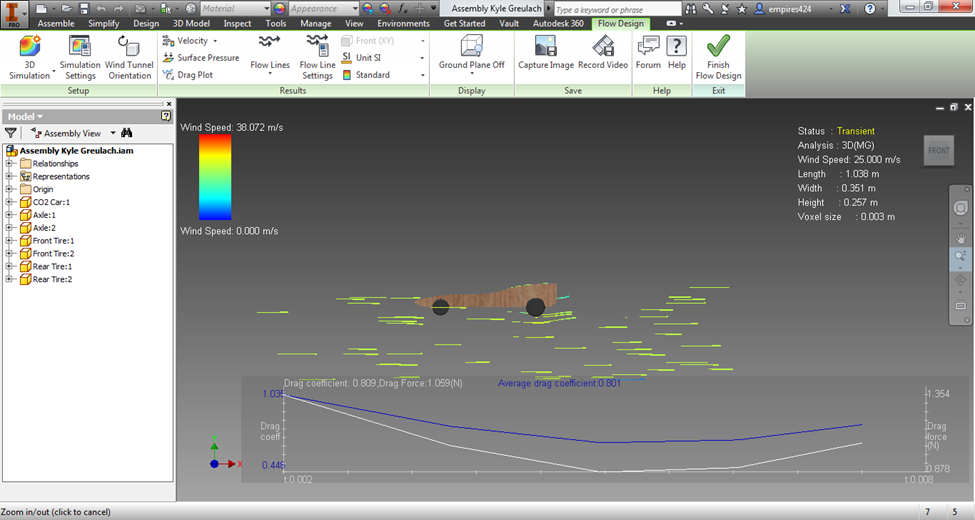 PRO
Material
Appearance
Assembly Kyle Greulach
Type a keyword or phrase
empires424
Assemble Simplify Design 3D Model Inspect Tools Manage View Environments Get Started Vault Autodesk 360 Flow Design
3D Simulation
Simulation Settings
Wind Tunnel Orientation
Velocity
Surface Pressure
Drag Plot
Flow Lines
Flow Line Settings
Front (XY)
Unit SI
Standard
Ground Plane Off
Capture Image
Record Video
Forum
Help
Finish Flow Design
Setup Results Display Save Help Exit
Model
Assembly View
Assembly Kyle Greulach.iam
Relationships
Representations
Origin
CO2 Car:1
Axle:1
Axle:2
Front Tire:1
Front Tire:2
Rear Tire:1
Rear Tire:2
Wind Speed: 38.072 m/s
Wind Speed: 0.000 m/s
Status : Transient
Analysis : 3D(MG)
Wind Speed: 25.000 m/s
Length : 1.038 m
Width : 0.351 m
Height : 0.257 m
Voxel size : 0.003 m
FRONT
Drag coefficient: 0.809,Drag Force:1.059(N)
Average drag coefficient:0.801
Drag coeff
0.446
t:0.002
1.354
Drag force (N)
0.878
t:0.008
X
Zoom in/out (click to cancel)
7 5